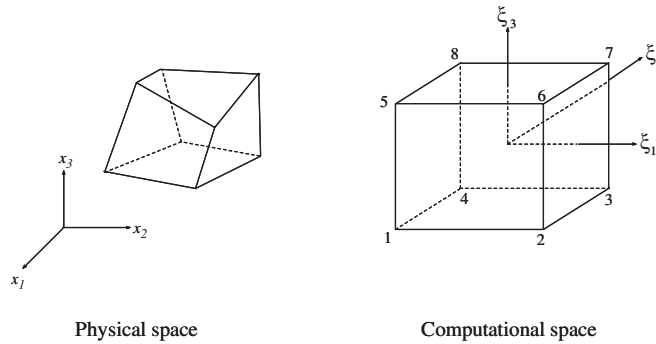 x₃
x₂
x₁
Physical space
ξ₃
ξ
ξ₁
8
7
5
6
4
3
1
2
Computational space